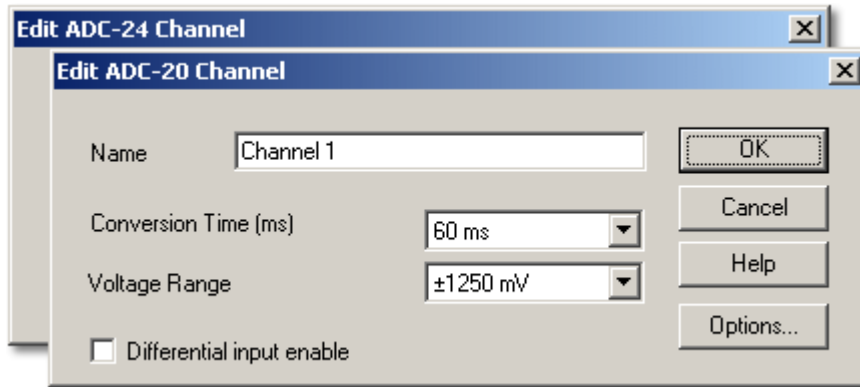 Edit ADC-24 Channel
Edit ADC-20 Channel
Name
Channel 1
OK
Conversion Time (ms)
60 ms
Cancel
Voltage Range
±1250 mV
Help
Differential input enable
Options...